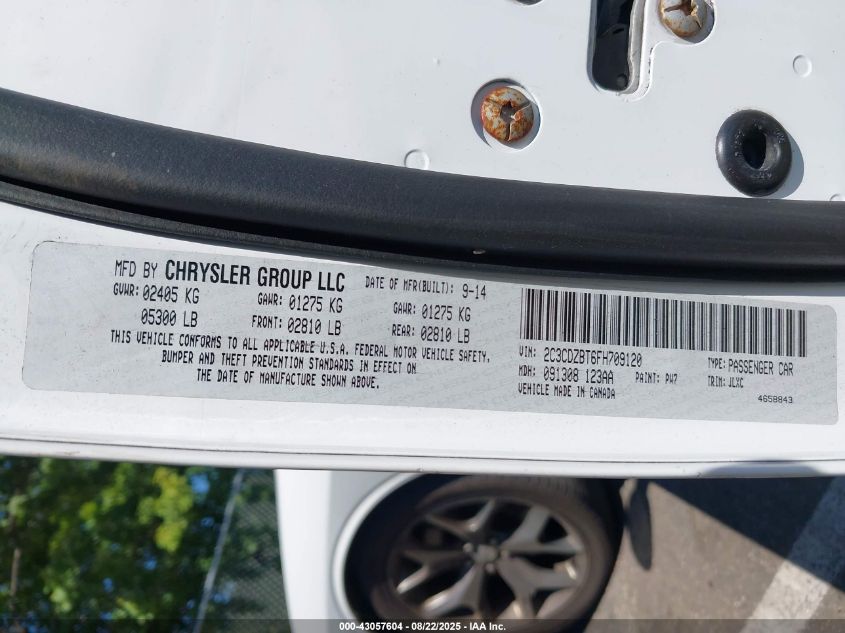 MFD BY CHRYSLER GROUP LLC DATE OF MFR(BUILT): 9-14
GVWR: 02405 KG GAWR: 01275 KG GAWR: 01275 KG
05300 LB FRONT: 02810 LB REAR: 02810 LB
THIS VEHICLE CONFORMS TO ALL APPLICABLE U.S.A. FEDERAL MOTOR VEHICLE SAFETY,
BUMPER AND THEFT PREVENTION STANDARDS IN EFFECT ON
THE DATE OF MANUFACTURE SHOWN ABOVE.
VIN: 2C3CDZBT6FH709120 TYPE: PASSENGER CAR
MDH: 091308 123AA PAINT: PW7 TRIM: JLXC
VEHICLE MADE IN CANADA 4658843
000-43057604 - 08/22/2025 - IAA Inc.